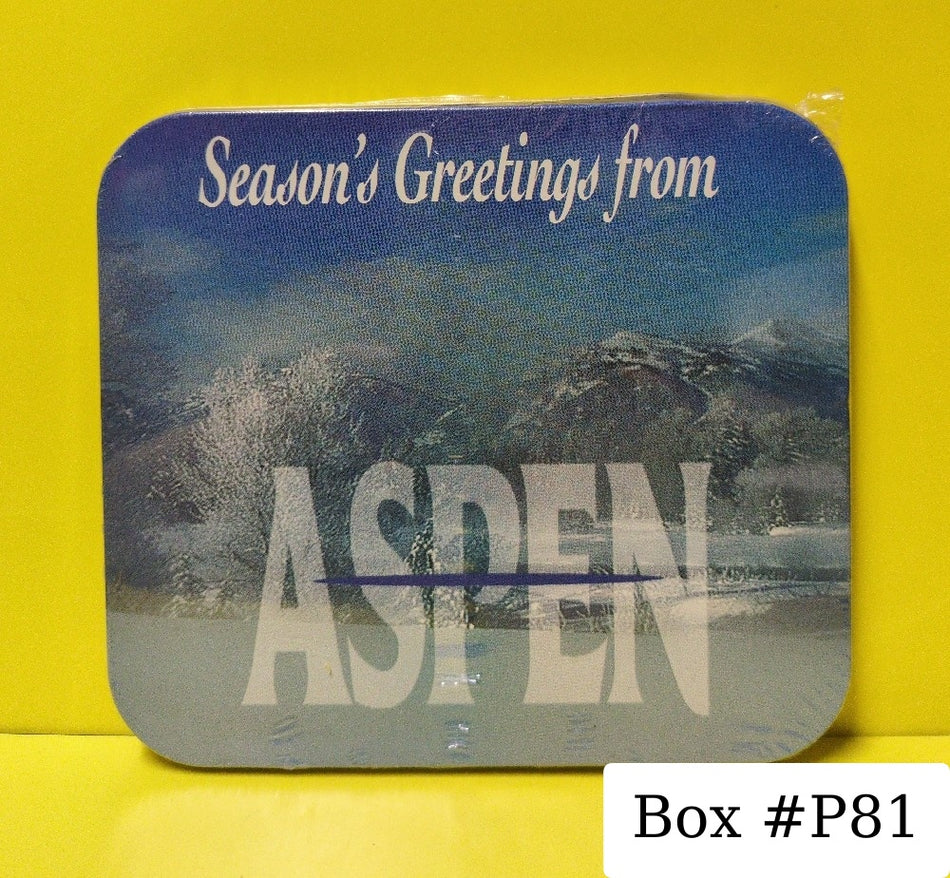 Season's Greetings from
ASPEN
Box #P81